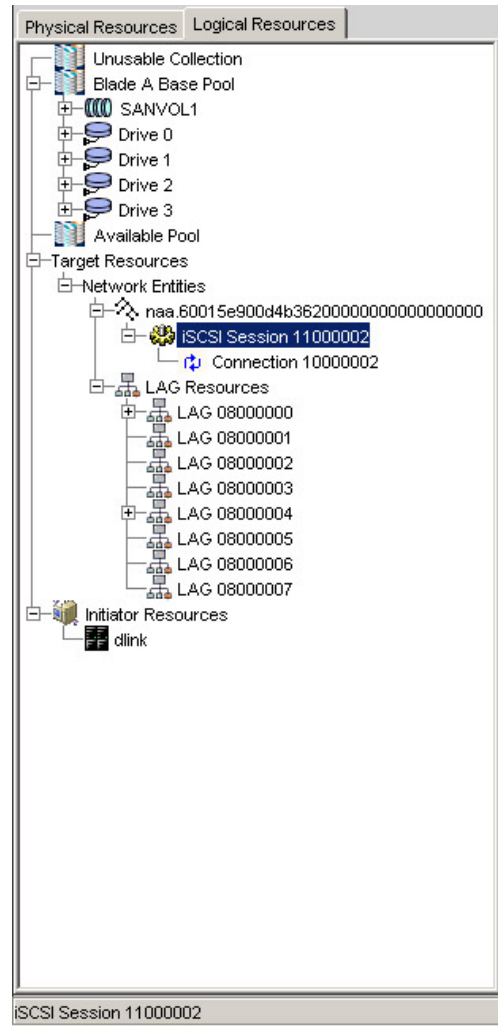 Physical Resources Logical Resources
Unusable Collection
Blade A Base Pool
SANVOL1
Drive 0
Drive 1
Drive 2
Drive 3
Available Pool
Target Resources
Network Entities
naa.60015e900d4b36200000000000000000
iSCSI Session 11000002
Connection 10000002
LAG Resources
LAG 08000000
LAG 08000001
LAG 08000002
LAG 08000003
LAG 08000004
LAG 08000005
LAG 08000006
LAG 08000007
Initiator Resources
dlink
iSCSI Session 11000002